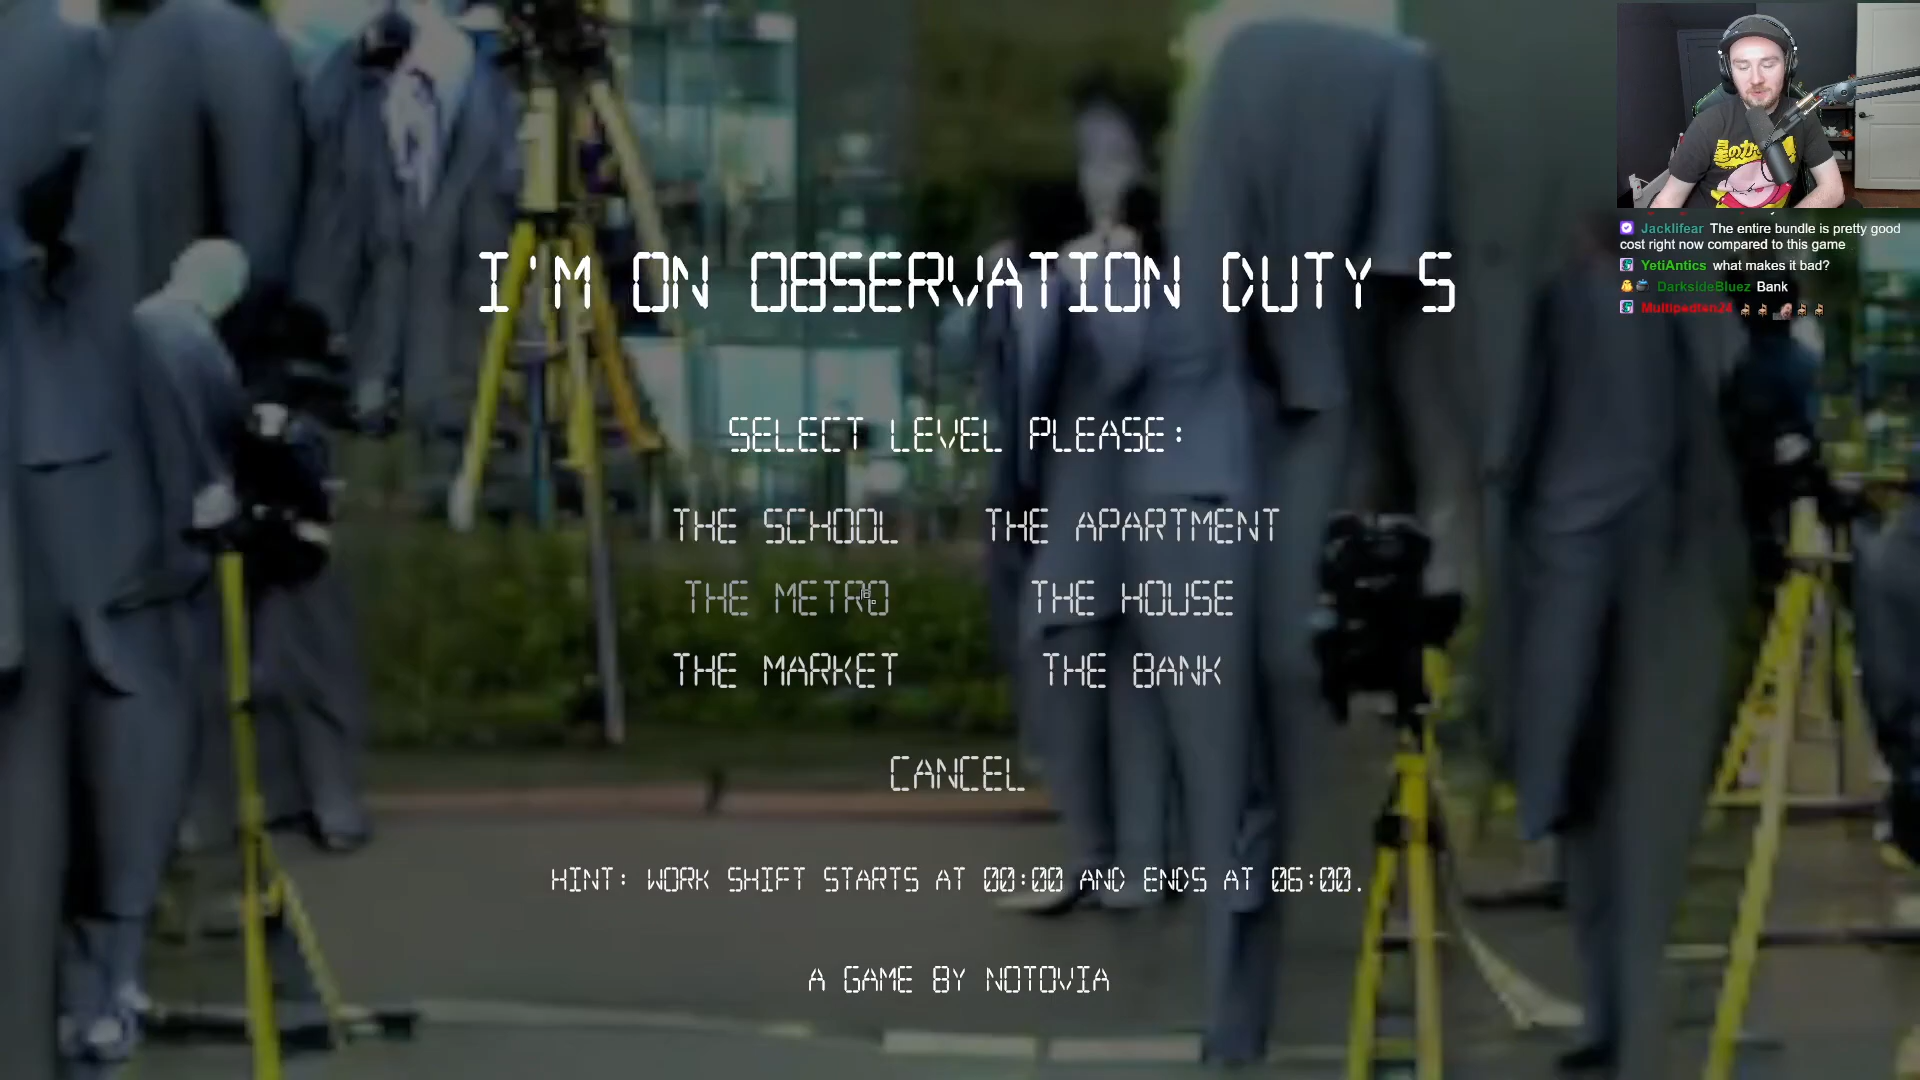 I'M ON OBSERVATION DUTY 5
SELECT LEVEL PLEASE:
THE SCHOOL THE APARTMENT
THE METRO THE HOUSE
THE MARKET THE BANK
CANCEL
HINT: WORK SHIFT STARTS AT 00:00 AND ENDS AT 06:00.
A GAME BY NOTOVIA
Jacklifear The entire bundle is pretty good
cost right now compared to this game
YetiAntics what makes it bad?
DarksideBluez Bank